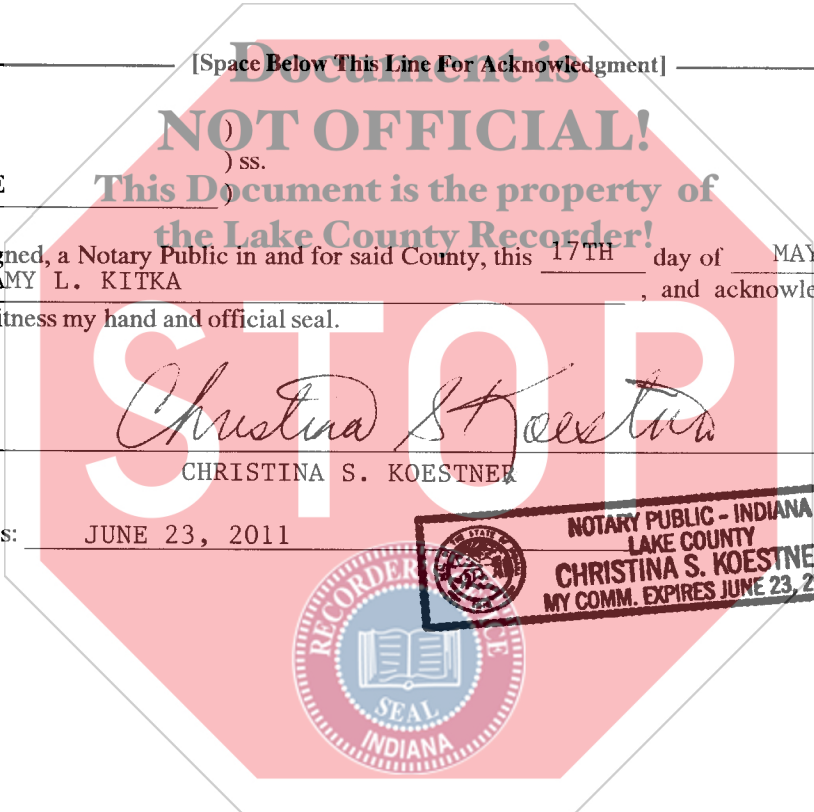 [Space Below This Line For Acknowledgment]
Document is
NOT OFFICIAL!
)
) ss.
)
This Document is the property of
the Lake County Recorder!
gned, a Notary Public in and for said County, this 17TH day of MAY
AMY L. KITKA , and acknowle
itness my hand and official seal.
STOP
Christina S Koestner
CHRISTINA S. KOESTNER
s: JUNE 23, 2011
NOTARY PUBLIC - INDIANA
LAKE COUNTY
CHRISTINA S. KOESTNE
MY COMM. EXPIRES JUNE 23, 2
RECORDER
SEAL
INDIANA